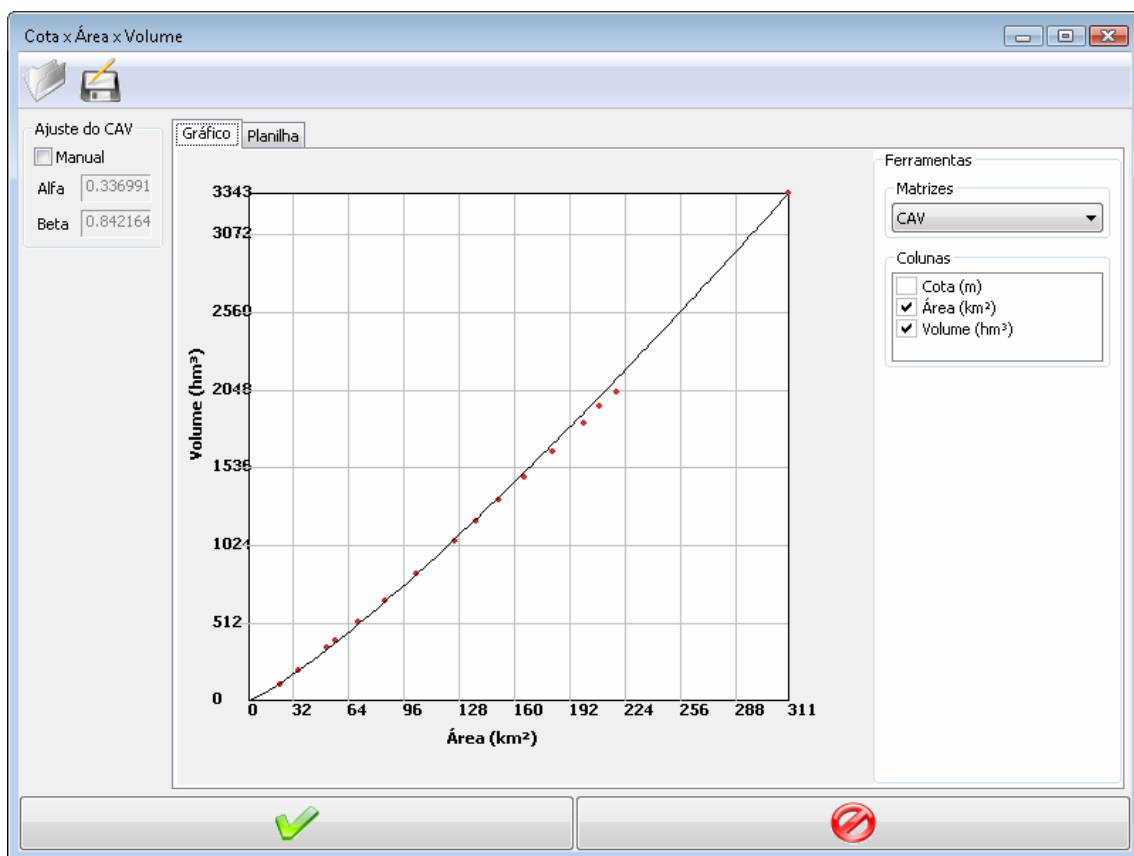 Cota x Área x Volume
Ajuste do CAV
Manual
Alfa 0.336991
Beta 0.842164
Gráfico Planilha
3343
3072
2560
2048
1536
1024
512
0
Volume (hm³)
0 32 64 96 128 160 192 224 256 288 311
Área (km²)
Ferramentas
Matrizes
CAV
Colunas
Cota (m)
Área (km²)
Volume (hm³)